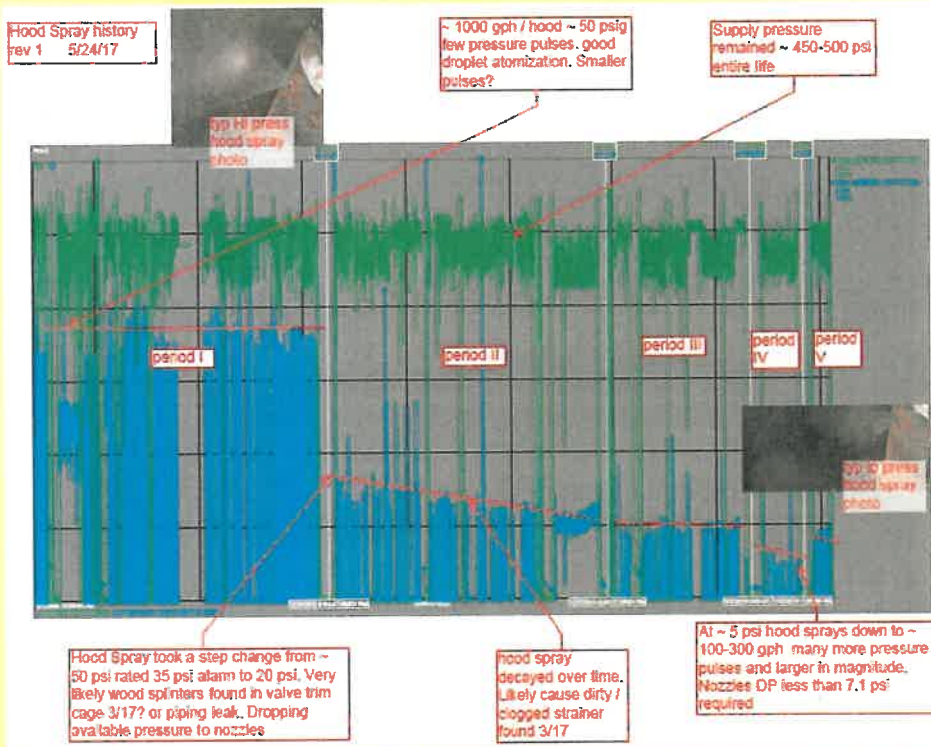 Hood Spray history
rev 1 5/24/17
~ 1000 gph / hood ~ 50 psig
few pressure pulses. good
droplet atomization. Smaller
pulses?
Supply pressure
remained ~ 450-500 psi
entire life
typ HI press
hood spray
photo
period I
period II
period III
period
IV
period
V
typ lo press
hood spray
photo
Hood Spray took a step change from ~
50 psi rated 35 psi alarm to 20 psi. Very
likely wood splinters found in valve trim
cage 3/17? or piping leak. Dropping
available pressure to nozzles
hood spray
decayed over time.
Likely cause dirty /
clogged strainer
found 3/17
At ~ 5 psi hood sprays down to ~
100-300 gph many more pressure
pulses and larger in magnitude.
Nozzles DP less than 7.1 psi
required